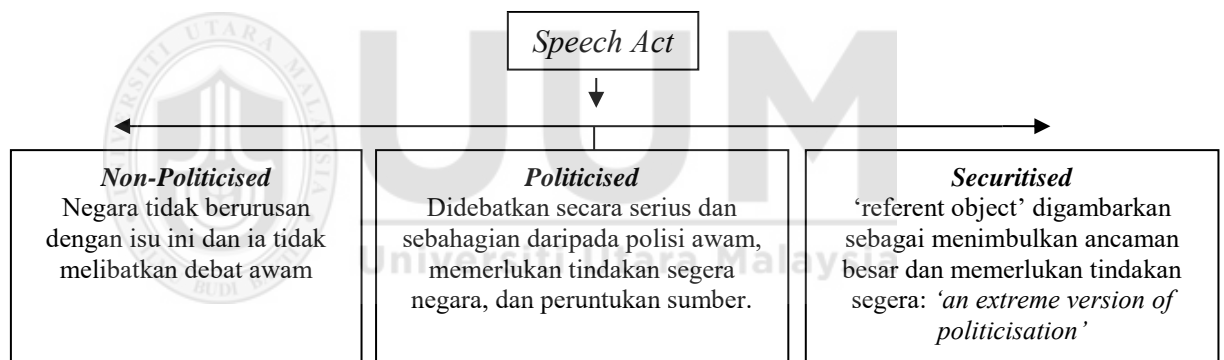 Speech Act
Non-Politicised
Negara tidak berurusan
dengan isu ini dan ia tidak
melibatkan debat awam
Politicised
Didebatkan secara serius dan
sebahagian daripada polisi awam,
memerlukan tindakan segera
negara, dan peruntukan sumber.
Securitised
‘referent object’ digambarkan
sebagai menimbulkan ancaman
besar dan memerlukan tindakan
segera: ‘an extreme version of
politicisation’
UUM
Universiti Utara Malaysia
UNIVERSITI UTARA MALAYSIA
BUDI